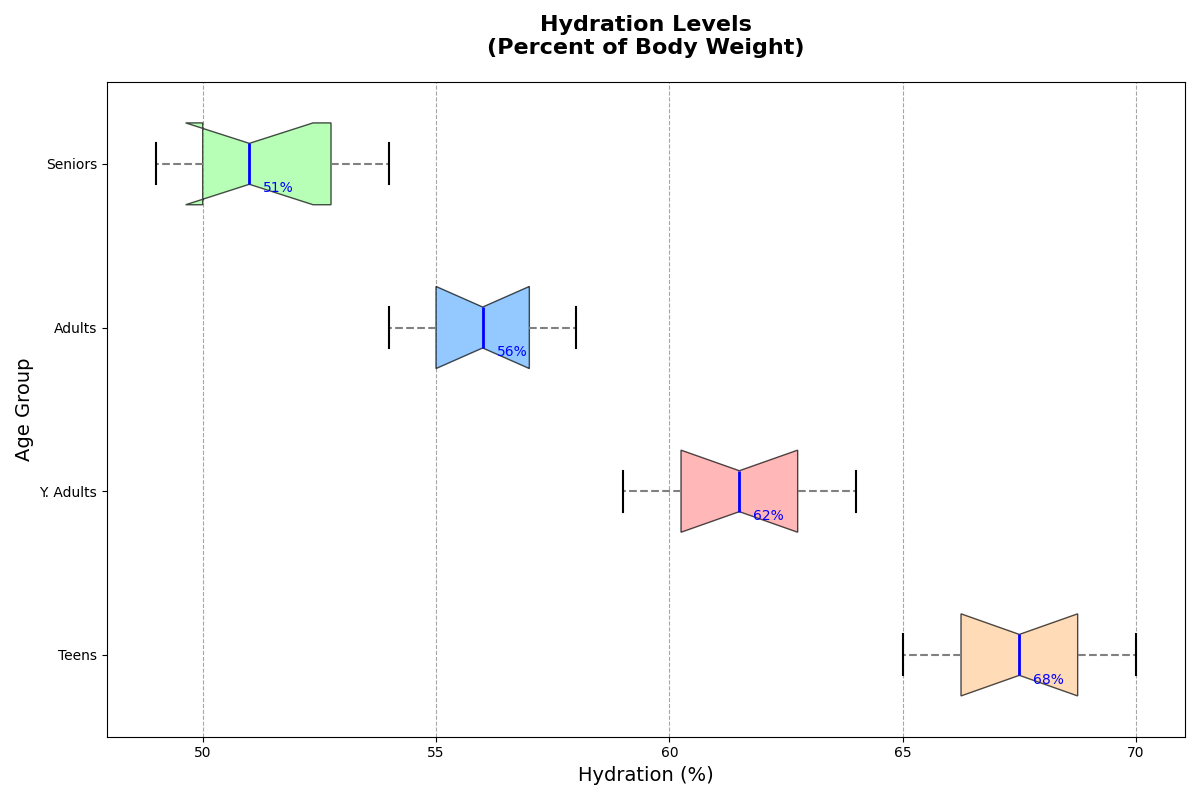 Hydration Levels
(Percent of Body Weight)
Age Group
Seniors
51%
Adults
56%
Y. Adults
62%
Teens
68%
50 55 60 65 70
Hydration (%)